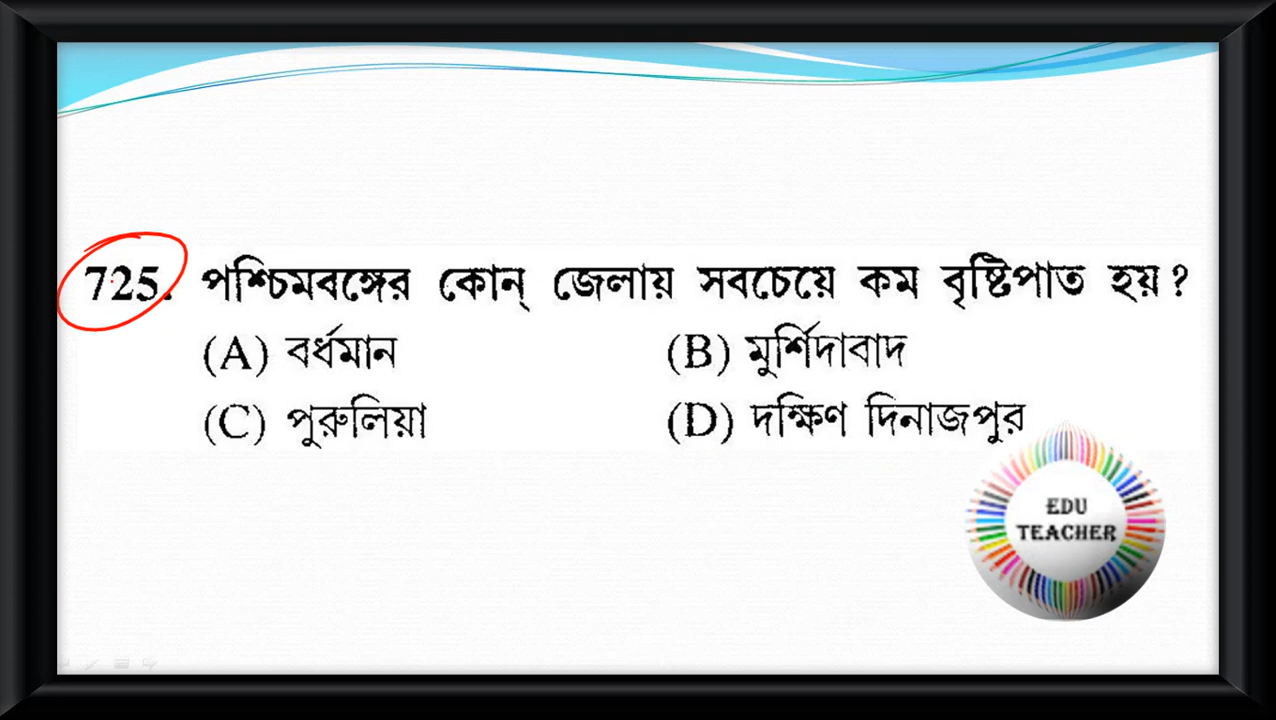 725. পশ্চিমবঙ্গের কোন্ জেলায় সবচেয়ে কম বৃষ্টিপাত হয়?
(A) বর্ধমান (B) মুর্শিদাবাদ
(C) পুরুলিয়া (D) দক্ষিণ দিনাজপুর
EDU
TEACHER